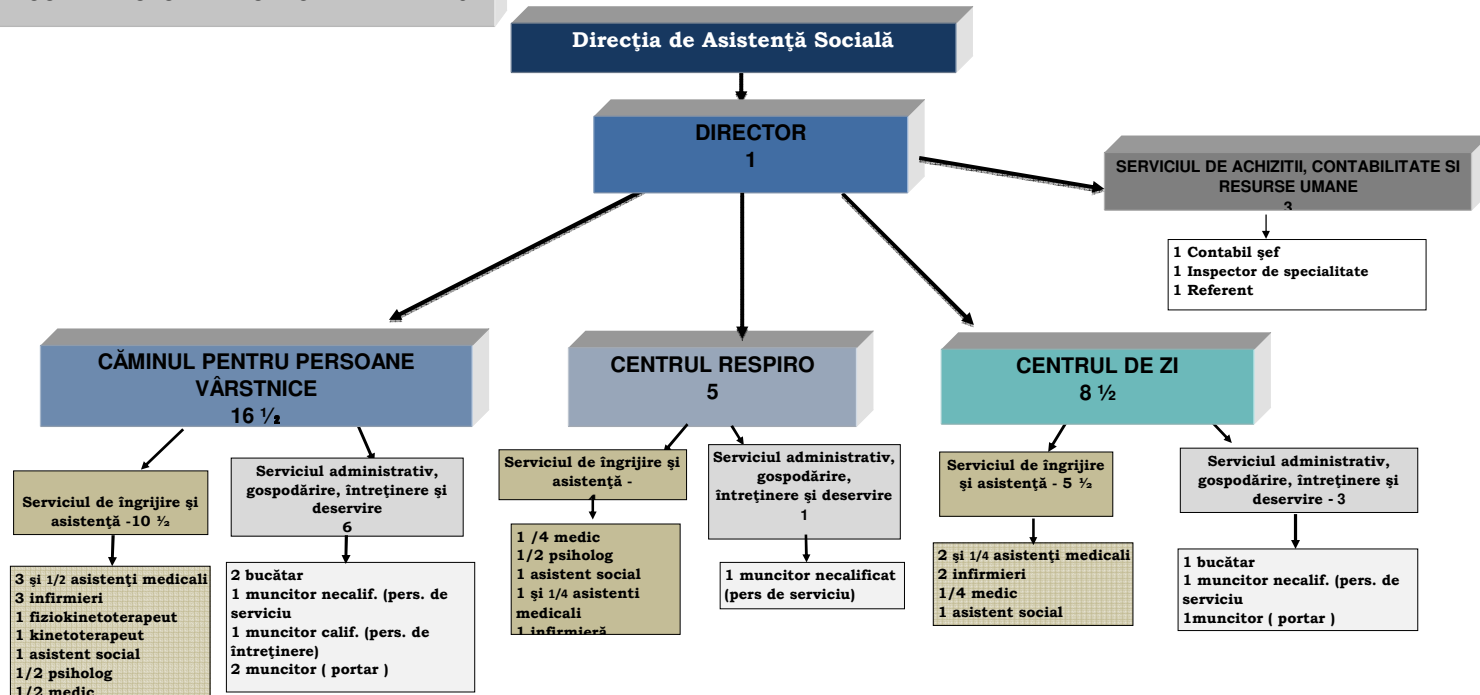 Direcţia de Asistenţă Socială
DIRECTOR
1
SERVICIUL DE ACHIZITII, CONTABILITATE SI
RESURSE UMANE
3
1 Contabil şef
1 Inspector de specialitate
1 Referent
CĂMINUL PENTRU PERSOANE
VÂRSTNICE
16 ½
CENTRUL RESPIRO
5
CENTRUL DE ZI
8 ½
Serviciul de îngrijire şi
asistenţă -10 ½
Serviciul administrativ,
gospodărire, întreţinere şi
deservire
6
Serviciul de îngrijire şi
asistenţă -
Serviciul administrativ,
gospodărire,
întreţinere şi deservire
1
Serviciul de îngrijire
şi asistenţă - 5 ½
Serviciul administrativ,
gospodărire, întreţinere şi
deservire - 3
3 şi 1/2 asistenţi medicali
3 infirmieri
1 fiziokinetoterapeut
1 kinetoterapeut
1 asistent social
1/2 psiholog
1/2 medic
2 bucătar
1 muncitor necalif. (pers. de
serviciu
1 muncitor calif. (pers. de
întreţinere)
2 muncitor ( portar )
1 /4 medic
1/2 psiholog
1 asistent social
1 şi 1/4 asistenti
medicali
1 infirmieră
1 muncitor necalificat
(pers de serviciu)
2 şi 1/4 asistenţi medicali
2 infirmieri
1/4 medic
1 asistent social
1 bucătar
1 muncitor necalif. (pers. de
serviciu
1muncitor ( portar )